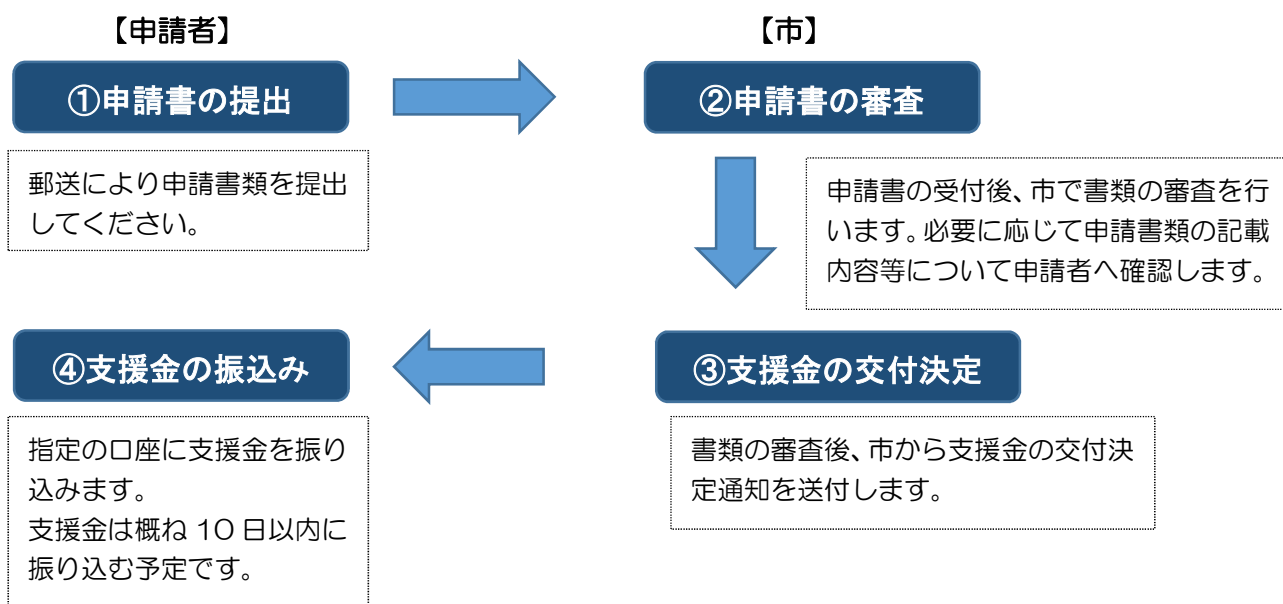 【申請者】
【市】
①申請書の提出
②申請書の審査
郵送により申請書類を提出
してください。
申請書の受付後、市で書類の審査を行
います。必要に応じて申請書類の記載
内容等について申請者へ確認します。
④支援金の振込み
③支援金の交付決定
指定の口座に支援金を振り
込みます。
支援金は概ね 10 日以内に
振り込む予定です。
書類の審査後、市から支援金の交付決
定通知を送付します。